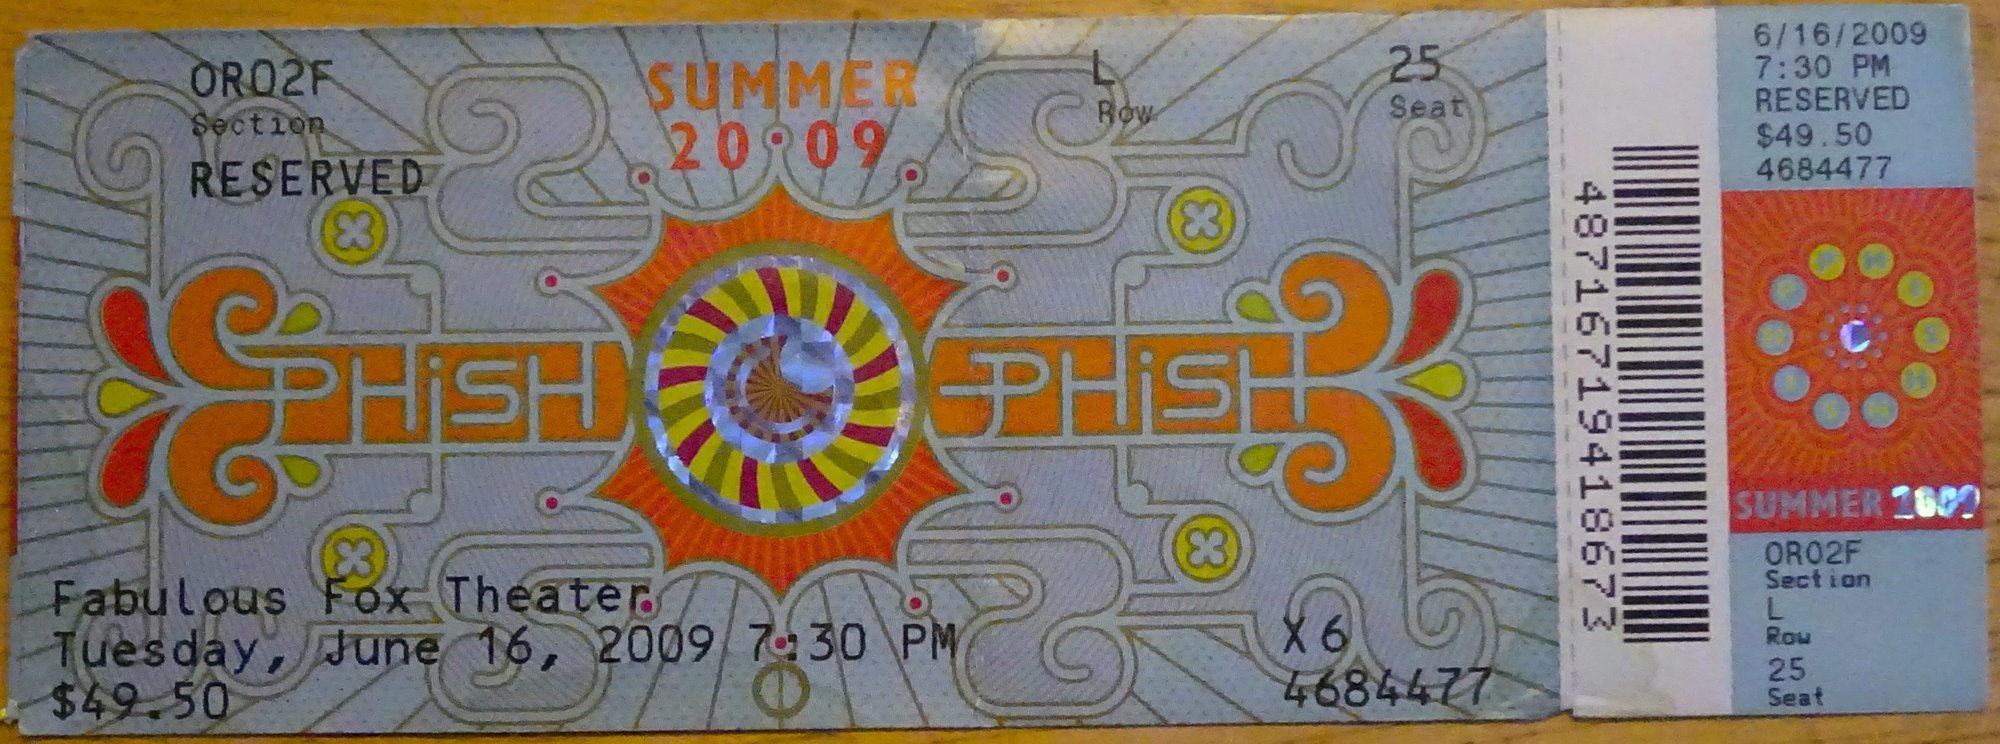 OR02F
Section
RESERVED
SUMMER
20·09
L
Row
25
Seat
PHiSH
PHiSH
Fabulous Fox Theater
Tuesday, June 16, 2009 7:30 PM
$49.50
X6
4684477
48716719418673
6/16/2009
7:30 PM
RESERVED
$49.50
4684477
SUMMER 2009
OR02F
Section
L
Row
25
Seat